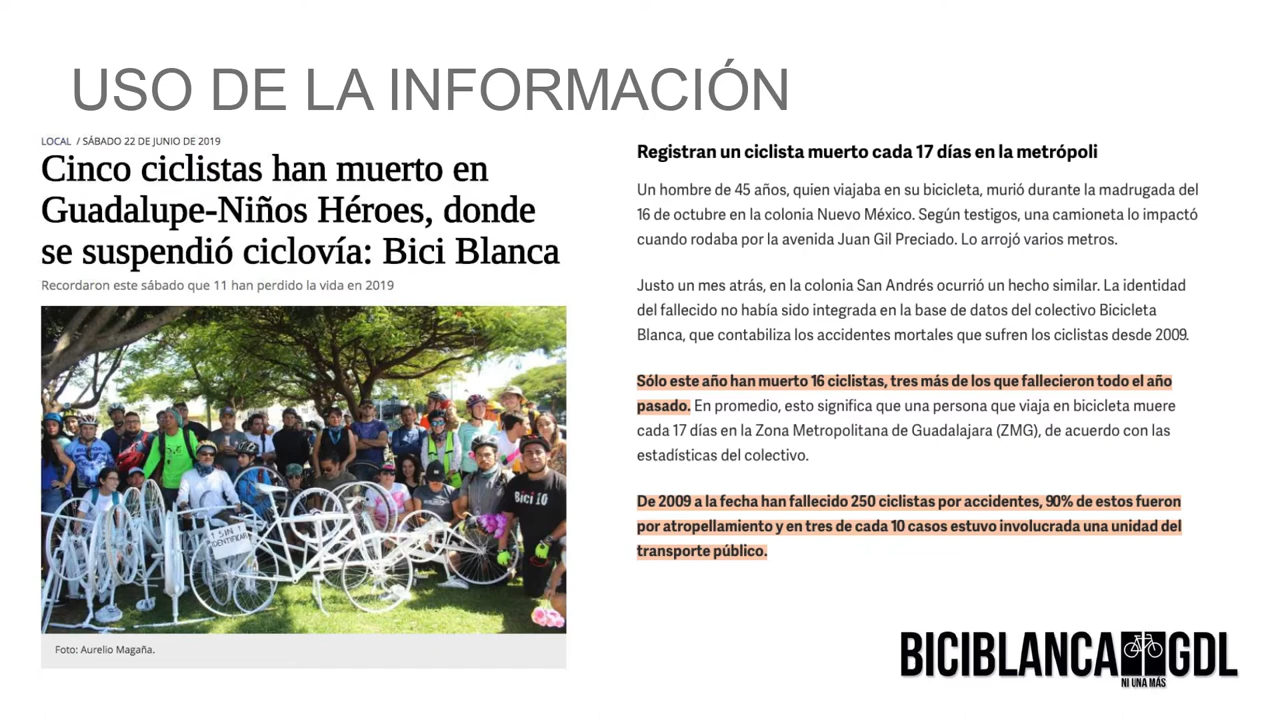 USO DE LA INFORMACIÓN
LOCAL / SÁBADO 22 DE JUNIO DE 2019
Cinco ciclistas han muerto en
Guadalupe-Niños Héroes, donde
se suspendió ciclovía: Bici Blanca
Recordaron este sábado que 11 han perdido la vida en 2019
Bici 10
1 SIN
IDENTIFICAR
Foto: Aurelio Magaña.
Registran un ciclista muerto cada 17 días en la metrópoli
Un hombre de 45 años, quien viajaba en su bicicleta, murió durante la madrugada del
16 de octubre en la colonia Nuevo México. Según testigos, una camioneta lo impactó
cuando rodaba por la avenida Juan Gil Preciado. Lo arrojó varios metros.
Justo un mes atrás, en la colonia San Andrés ocurrió un hecho similar. La identidad
del fallecido no había sido integrada en la base de datos del colectivo Bicicleta
Blanca, que contabiliza los accidentes mortales que sufren los ciclistas desde 2009.
Sólo este año han muerto 16 ciclistas, tres más de los que fallecieron todo el año
pasado. En promedio, esto significa que una persona que viaja en bicicleta muere
cada 17 días en la Zona Metropolitana de Guadalajara (ZMG), de acuerdo con las
estadísticas del colectivo.
De 2009 a la fecha han fallecido 250 ciclistas por accidentes, 90% de estos fueron
por atropellamiento y en tres de cada 10 casos estuvo involucrada una unidad del
transporte público.
BICIBLANCA GDL
NI UNA MÁS